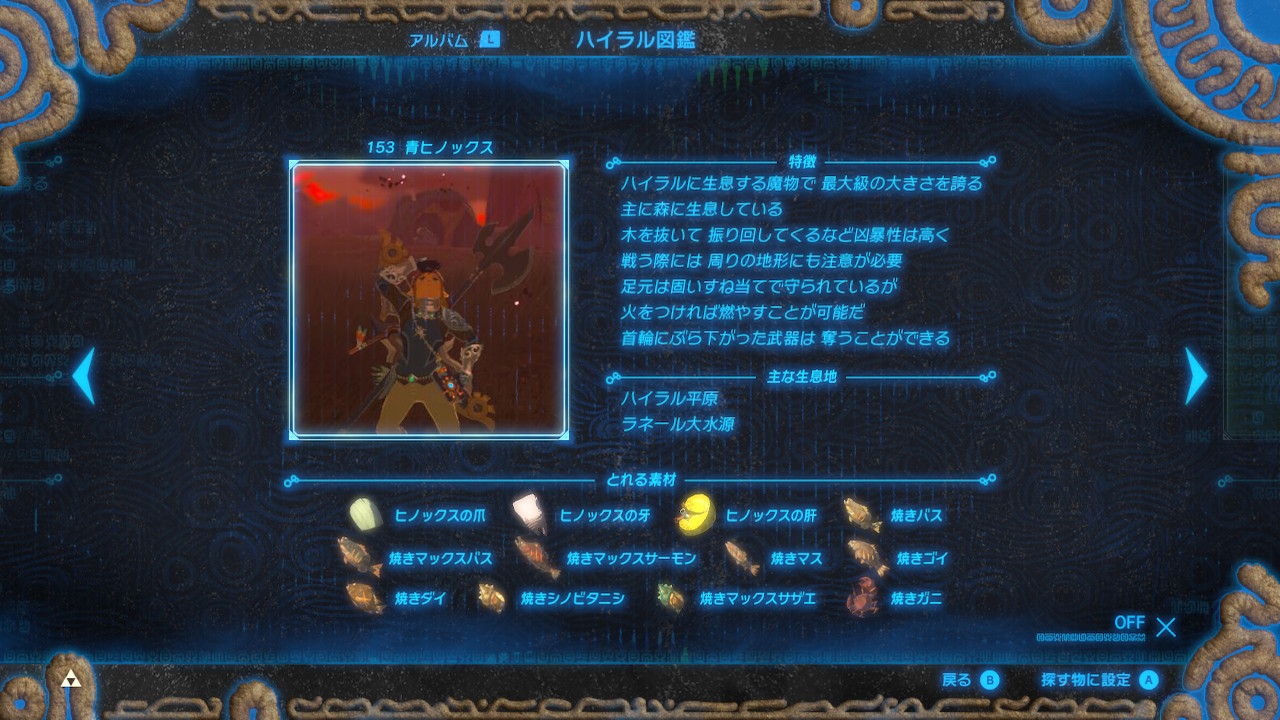 アルバム L
ハイラル図鑑
153 青ヒノックス
特徴
ハイラルに生息する魔物で 最大級の大きさを誇る
主に森に生息している
木を抜いて 振り回してくるなど凶暴性は高く
戦う際には 周りの地形にも注意が必要
足元は固いすね当てで守られているが
火をつければ燃やすことが可能だ
首輪にぶら下がった武器は 奪うことができる
主な生息地
ハイラル平原
ラネール大水源
とれる素材
ヒノックスの爪 ヒノックスの牙 ヒノックスの肝 焼きバス
焼きマックスバス 焼きマックスサーモン 焼きマス 焼きゴイ
焼きダイ 焼きシノビタニシ 焼きマックスサザエ 焼きガニ
OFF
戻る B 探す物に設定 A